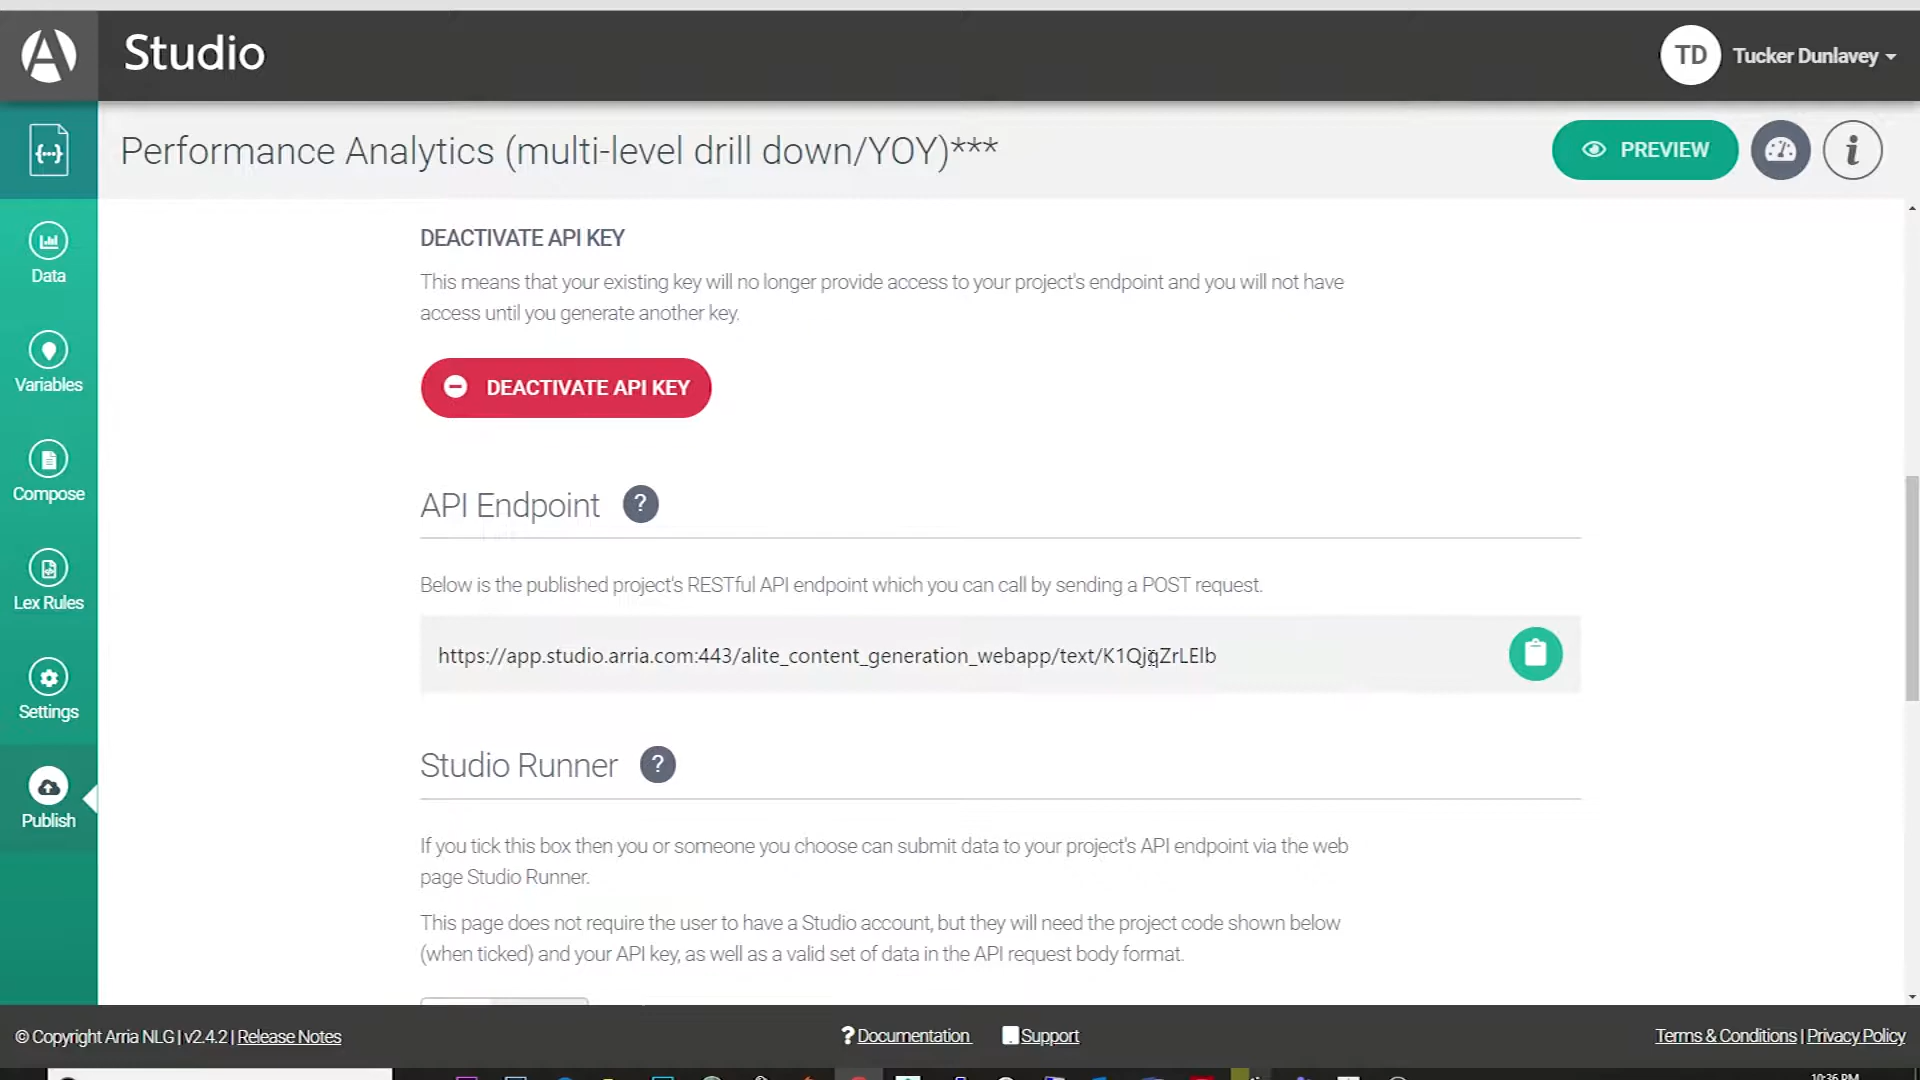 Studio
TD
Tucker Dunlavey
Performance Analytics (multi-level drill down/YOY)***
PREVIEW
i
{...}
Data
Variables
Compose
Lex Rules
Settings
Publish
DEACTIVATE API KEY
This means that your existing key will no longer provide access to your project's endpoint and you will not have
access until you generate another key.
DEACTIVATE API KEY
API Endpoint ?
Below is the published project's RESTful API endpoint which you can call by sending a POST request.
https://app.studio.arria.com:443/alite_content_generation_webapp/text/K1QjqZrLElb
Studio Runner ?
If you tick this box then you or someone you choose can submit data to your project's API endpoint via the web
page Studio Runner.
This page does not require the user to have a Studio account, but they will need the project code shown below
(when ticked) and your API key, as well as a valid set of data in the API request body format.
© Copyright Arria NLG | v2.4.2 | Release Notes
? Documentation
Support
Terms & Conditions | Privacy Policy
10:36 PM